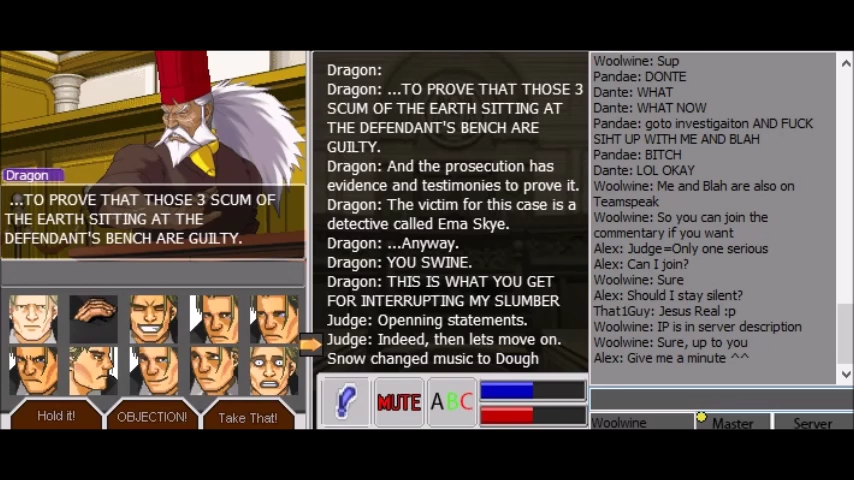 Dragon
...TO PROVE THAT THOSE 3 SCUM OF
THE EARTH SITTING AT THE
DEFENDANT'S BENCH ARE GUILTY.
Hold it!
OBJECTION!
Take That!
Dragon:
Dragon: ...TO PROVE THAT THOSE 3
SCUM OF THE EARTH SITTING AT
THE DEFENDANT'S BENCH ARE
GUILTY.
Dragon: And the prosecution has
evidence and testimonies to prove it.
Dragon: The victim for this case is a
detective called Ema Skye.
Dragon: ...Anyway.
Dragon: YOU SWINE.
Dragon: THIS IS WHAT YOU GET
FOR INTERRUPTING MY SLUMBER
Judge: Openning statements.
Judge: Indeed, then lets move on.
Snow changed music to Dough
MUTE
ABC
Woolwine: Sup
Pandae: DONTE
Dante: WHAT
Dante: WHAT NOW
Pandae: goto investigaiton AND FUCK
SIHT UP WITH ME AND BLAH
Pandae: BITCH
Dante: LOL OKAY
Woolwine: Me and Blah are also on
Teamspeak
Woolwine: So you can join the
commentary if you want
Alex: Judge=Only one serious
Alex: Can I join?
Woolwine: Sure
Alex: Should I stay silent?
That1Guy: Jesus Real :p
Woolwine: IP is in server description
Woolwine: Sure, up to you
Alex: Give me a minute ^^
Woolwine
Master
Server